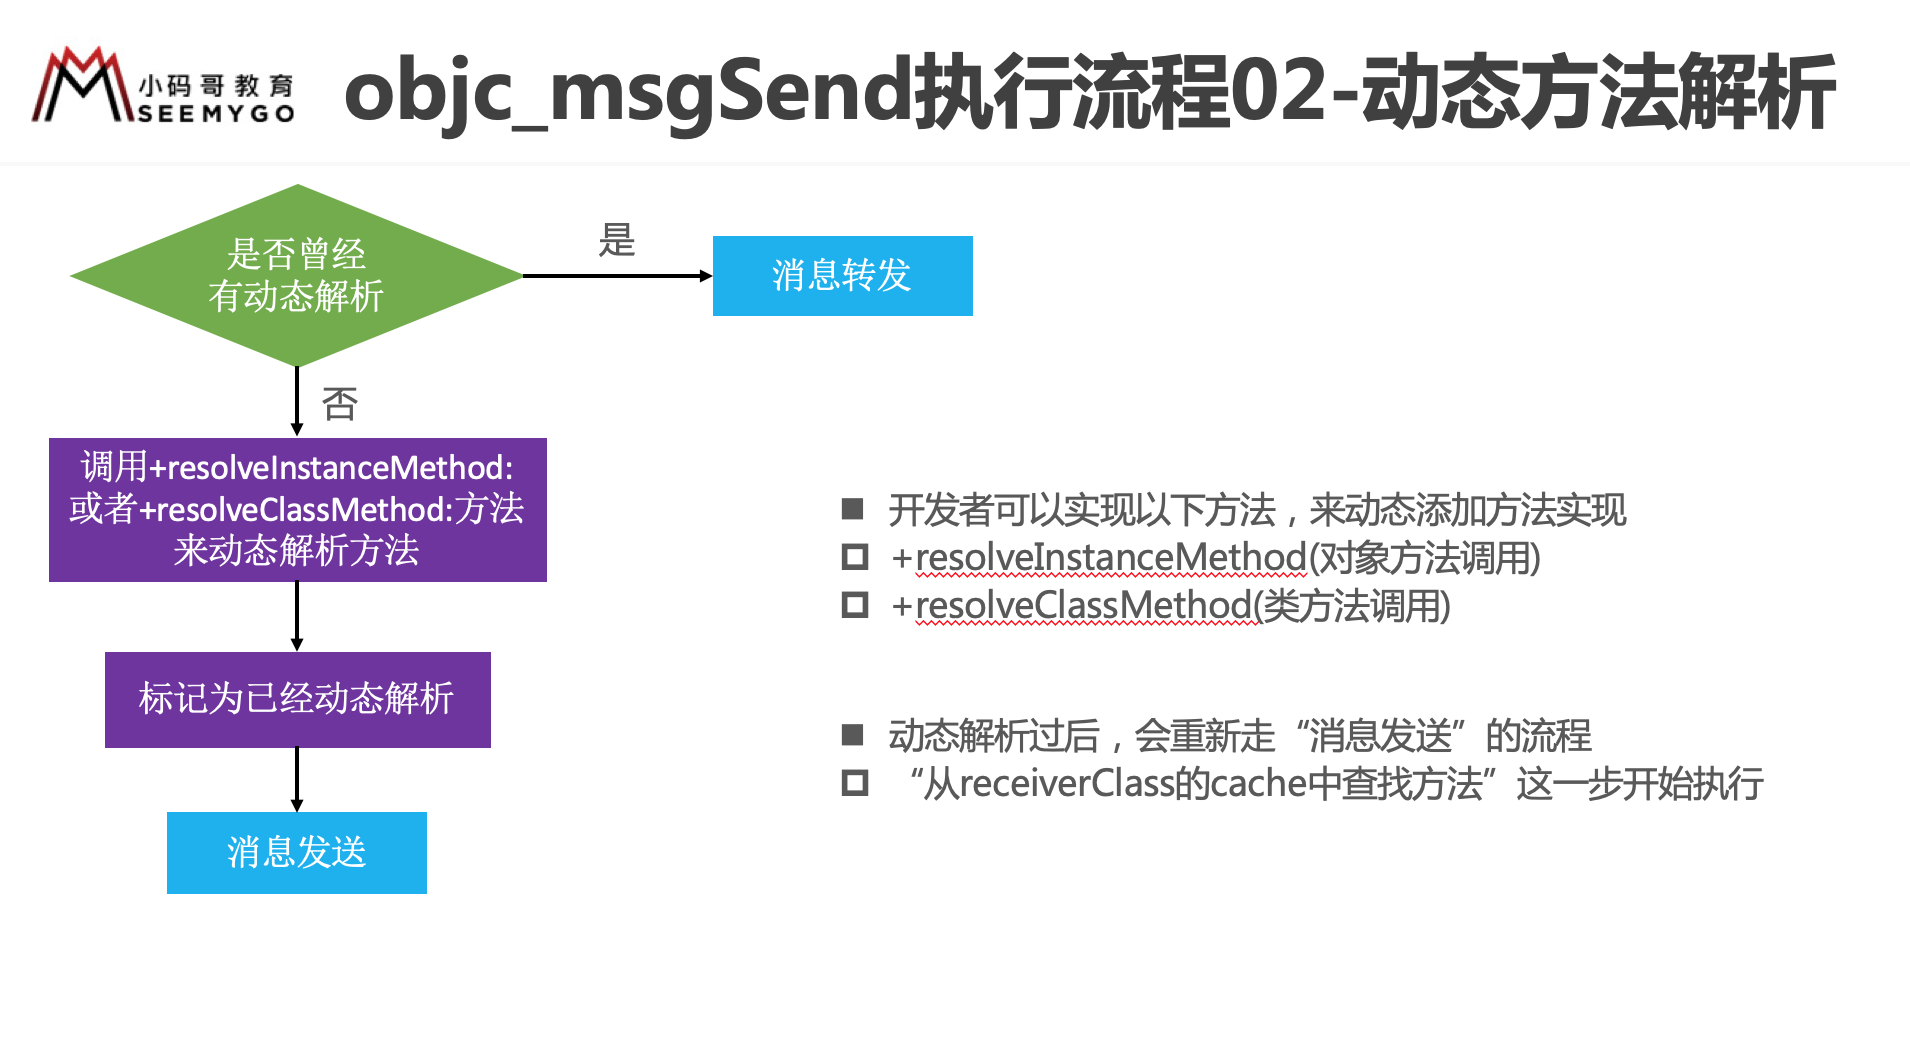 小码哥教育
SEEMYGO
objc_msgSend执行流程02-动态方法解析
是否曾经
有动态解析
是
消息转发
否
调用+resolveInstanceMethod:
或者+resolveClassMethod:方法
来动态解析方法
标记为已经动态解析
消息发送
开发者可以实现以下方法，来动态添加方法实现
+resolveInstanceMethod(对象方法调用)
+resolveClassMethod(类方法调用)
动态解析过后，会重新走“消息发送”的流程
“从receiverClass的cache中查找方法”这一步开始执行